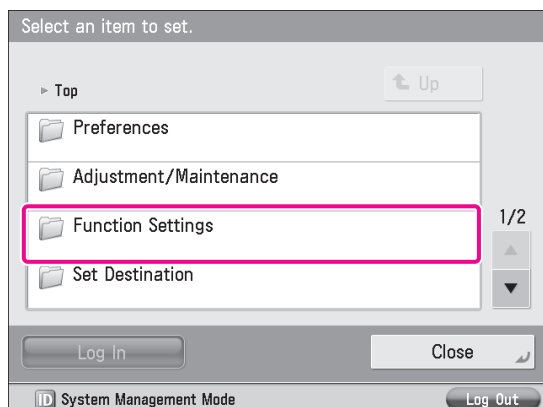 Select an item to set.
▶ Top
Up
Preferences
Adjustment/Maintenance
Function Settings
1/2
Set Destination
Log In
Close
ID System Management Mode
Log Out